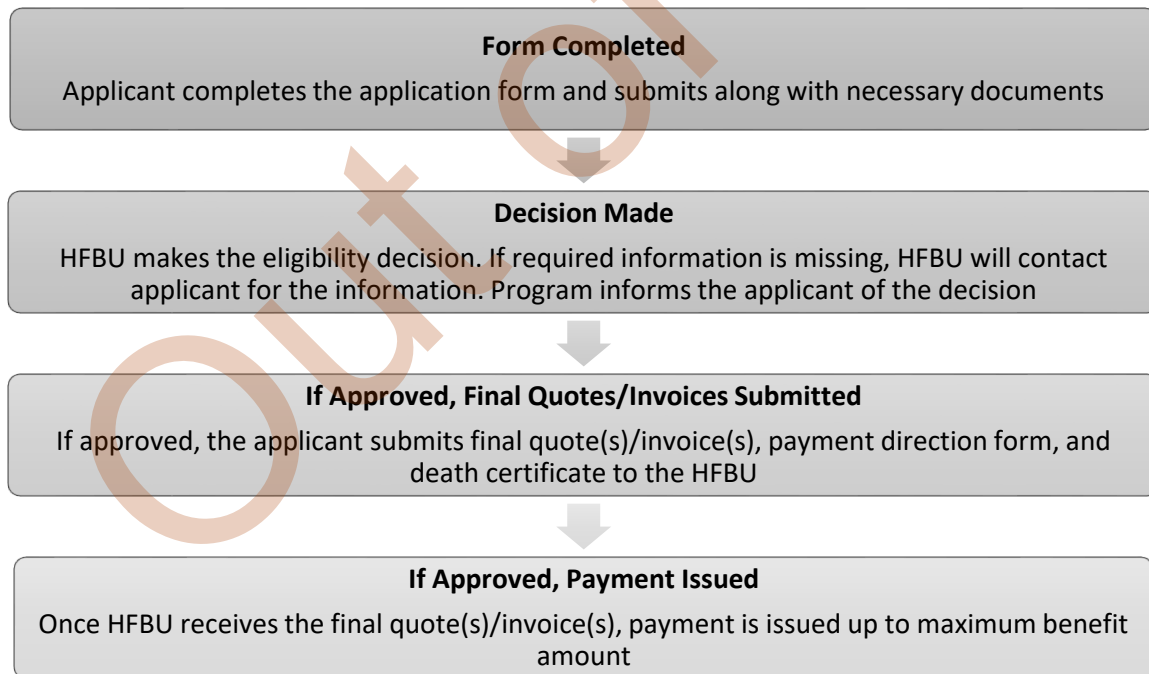 Form Completed
Applicant completes the application form and submits along with necessary documents
Decision Made
HFBU makes the eligibility decision. If required information is missing, HFBU will contact
applicant for the information. Program informs the applicant of the decision
If Approved, Final Quotes/Invoices Submitted
If approved, the applicant submits final quote(s)/invoice(s), payment direction form, and
death certificate to the HFBU
If Approved, Payment Issued
Once HFBU receives the final quote(s)/invoice(s), payment is issued up to maximum benefit
amount
Out of